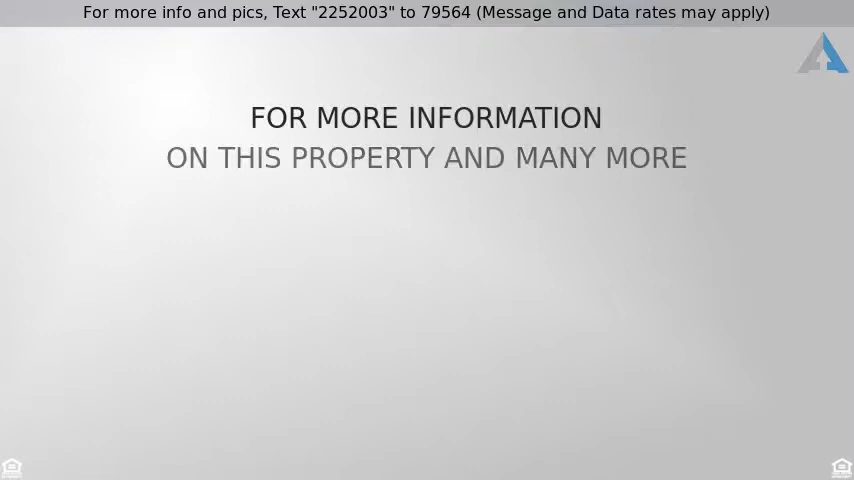 For more info and pics, Text "2252003" to 79564 (Message and Data rates may apply)
FOR MORE INFORMATION
ON THIS PROPERTY AND MANY MORE